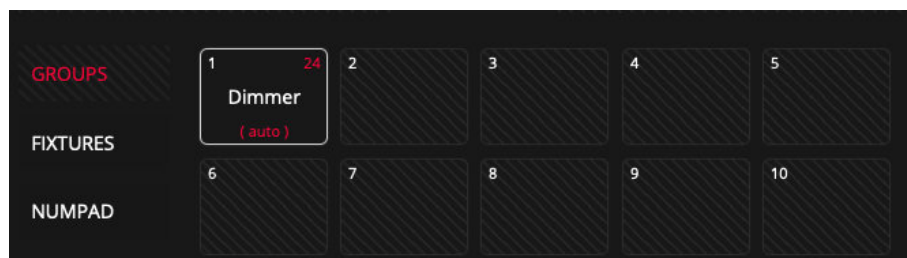 GROUPS
FIXTURES
NUMPAD
1 24
Dimmer
( auto )
2
3
4
5
6
7
8
9
10